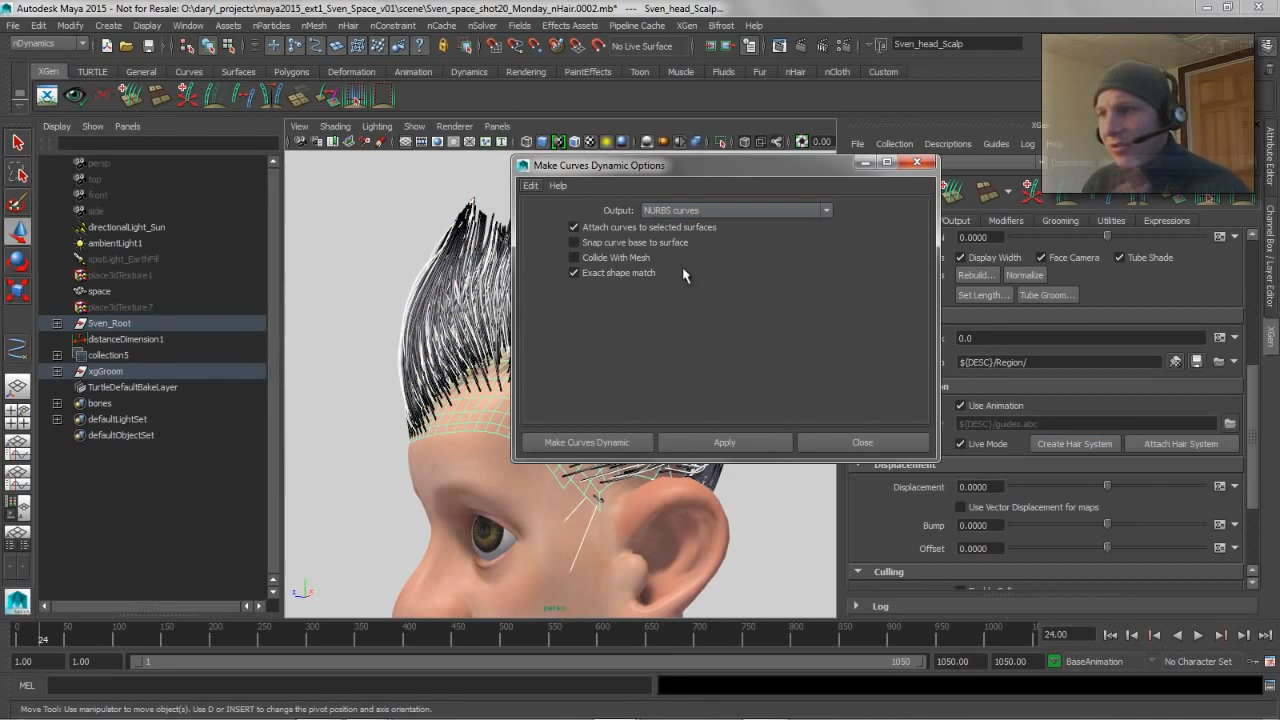 Autodesk Maya 2015 - Not for Resale: d:\daryl_projects\maya2015_ext1_Sven_Space_v01\scene\Sven_space_shot20_Monday_nHair.0002.mb* --- Sven_head_Scalp...
File Edit Modify Create Display Window Assets nParticles nMesh nHair nConstraint nCache nSolver Fields Effects Assets Pipeline Cache XGen Bifrost Help
nDynamics
No Live Surface
Sven_head_Scalp
XGen TURTLE General Curves Surfaces Polygons Deformation Animation Dynamics Rendering PaintEffects Toon Muscle Fluids Fur nHair nCloth Custom
Display Show Panels
View Shading Lighting Show Renderer Panels
0.00
File Collection Descriptions Guides Log
persp
top
front
side
directionalLight_Sun
ambientLight1
spotLight_EarthFill
place3dTexture1
space
place3dTexture7
Sven_Root
distanceDimension1
collection5
xgGroom
TurtleDefaultBakeLayer
bones
defaultLightSet
defaultObjectSet
Make Curves Dynamic Options
Edit Help
Output: NURBS curves
Attach curves to selected surfaces
Snap curve base to surface
Collide With Mesh
Exact shape match
Make Curves Dynamic Apply Close
persp
Output Modifiers Grooming Utilities Expressions
0.0000
Display Width Face Camera Tube Shade
Rebuild... Normalize
Set Length... Tube Groom...
0.0
${DESC}/Region/
Use Animation
${DESC}/guides.abc
Live Mode Create Hair System Attach Hair System
Displacement
Displacement 0.0000
Use Vector Displacement for maps
Bump 0.0000
Offset 0.0000
Culling
Log
Attribute Editor
Channel Box / Layer Editor
XGen
0 50 100 150 200 250 300 350 400 450 500 550 600 650 700 750 800 850 900 950 1000
24
24.00
1.00 1.00 1 1050 1050.00 1050.00 BaseAnimation No Character Set
MEL
Move Tool: Use manipulator to move object(s). Use D or INSERT to change the pivot position and axis orientation.